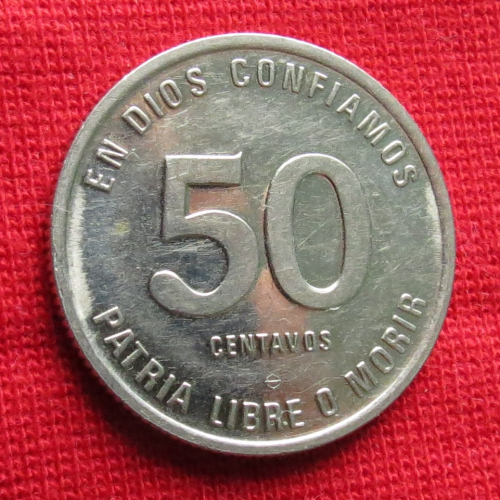 EN DIOS CONFIAMOS
50
CENTAVOS
PATRIA LIBRE O MORIR